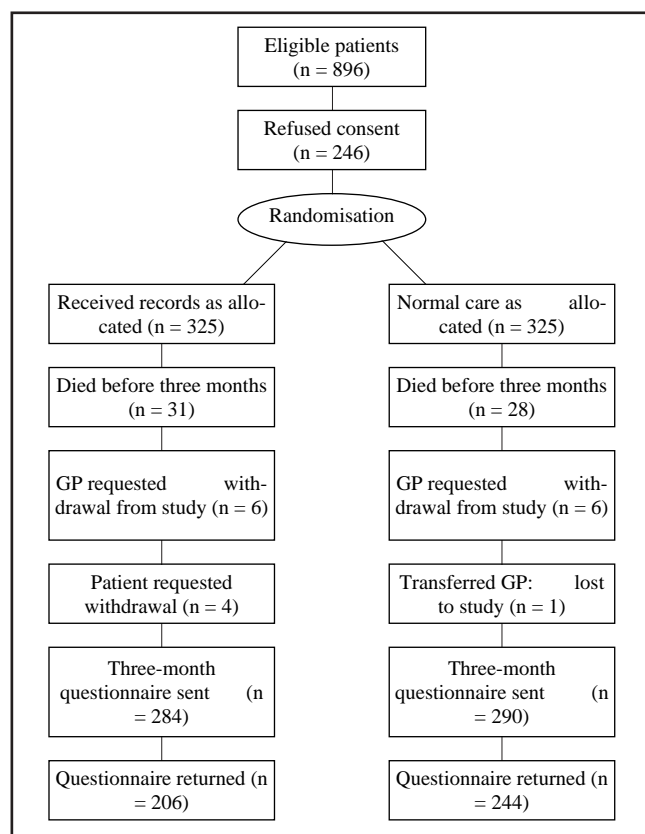 Eligible patients
(n = 896)
Refused consent
(n = 246)
Randomisation
Received records as allo-
cated (n = 325)
Died before three months
(n = 31)
GP requested with-
drawal from study (n = 6)
Patient requested
withdrawal (n = 4)
Three-month
questionnaire sent (n
= 284)
Questionnaire returned (n
= 206)
Normal care as allo-
cated (n = 325)
Died before three months
(n = 28)
GP requested with-
drawal from study (n = 6)
Transferred GP: lost
to study (n = 1)
Three-month
questionnaire sent (n
= 290)
Questionnaire returned (n
= 244)